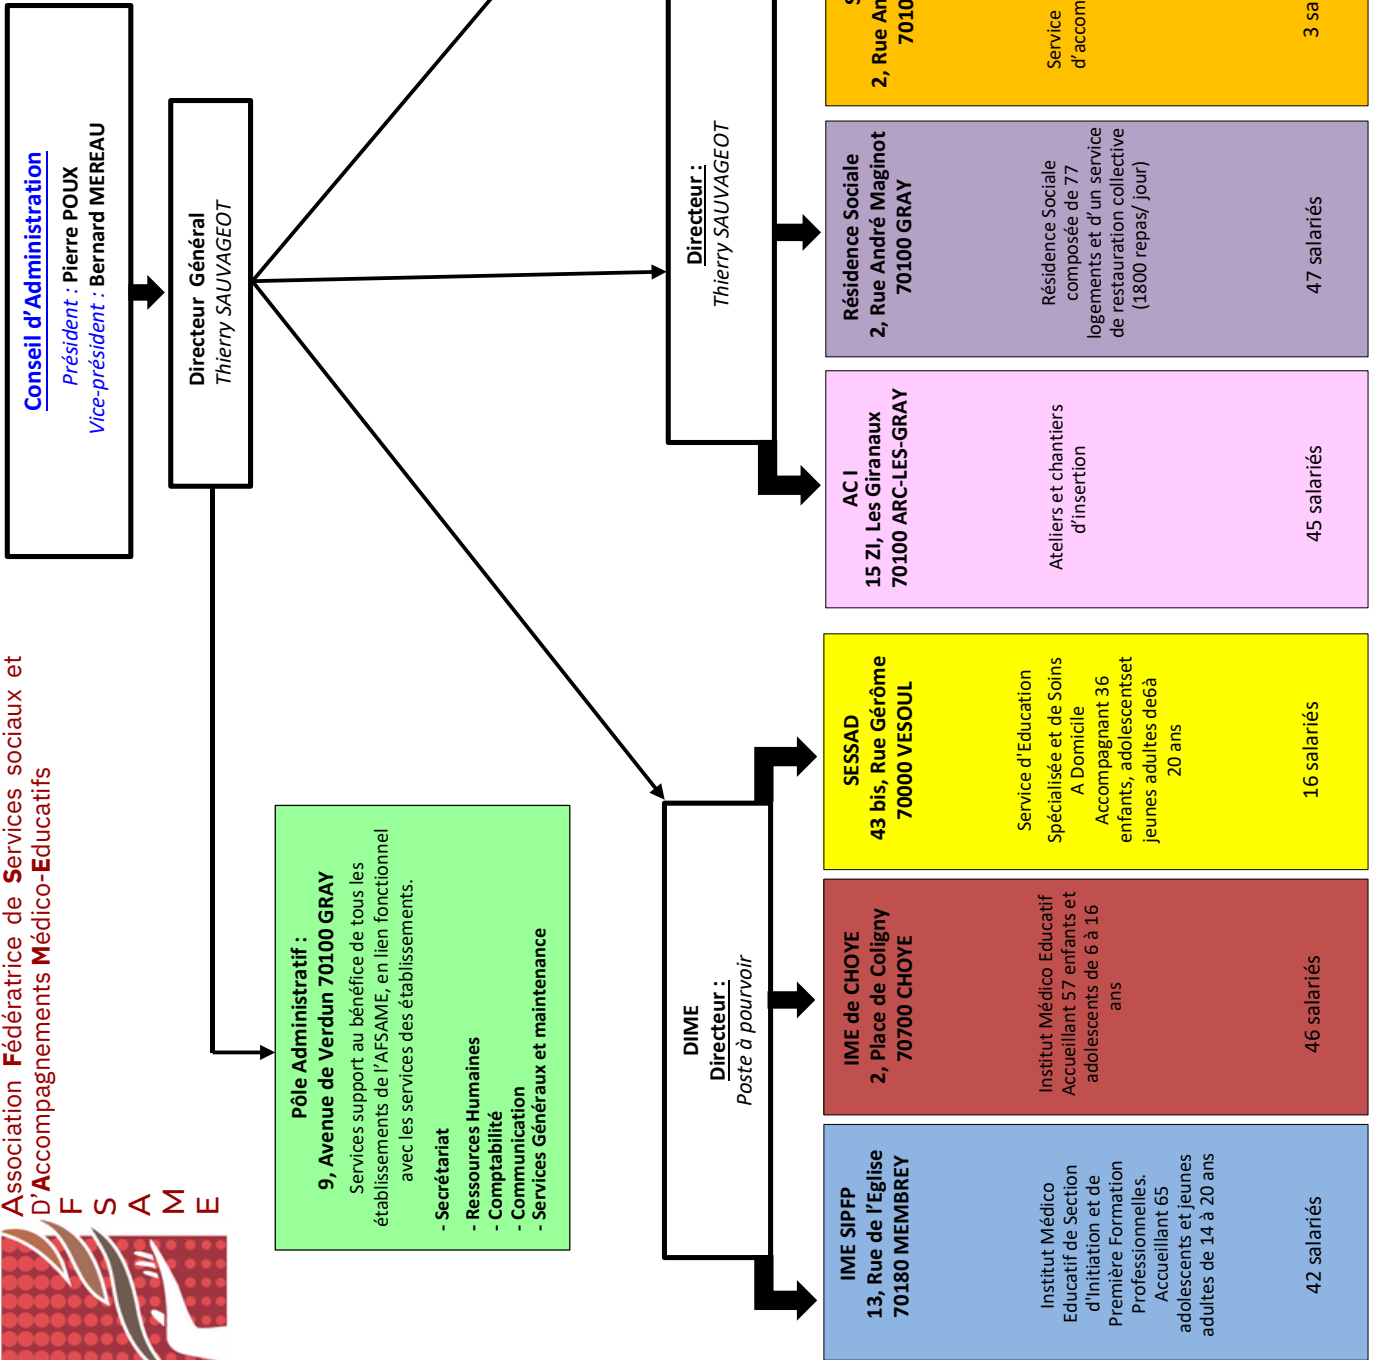 Association Fédératrice de Services sociaux et
D'Accompagnements Médico-Educatifs
F
S
A
M
E
Conseil d'Administration
Président : Pierre POUX
Vice-président : Bernard MEREAU
Directeur Général
Thierry SAUVAGEOT
Pôle Administratif :
9, Avenue de Verdun 70100 GRAY
Services support au bénéfice de tous les
établissements de l'AFSAME, en lien fonctionnel
avec les services des établissements.
- Secrétariat
- Ressources Humaines
- Comptabilité
- Communication
- Services Généraux et maintenance
DIME
Directeur :
Poste à pourvoir
Directeur :
Thierry SAUVAGEOT
IME SIPFP
13, Rue de l'Eglise
70180 MEMBREY
Institut Médico
Educatif de Section
d'Initiation et de
Première Formation
Professionnelles.
Accueillant 65
adolescents et jeunes
adultes de 14 à 20 ans
42 salariés
IME de CHOYE
2, Place de Coligny
70700 CHOYE
Institut Médico Educatif
Accueillant 57 enfants et
adolescents de 6 à 16
ans
46 salariés
SESSAD
43 bis, Rue Gérôme
70000 VESOUL
Service d'Education
Spécialisée et de Soins
A Domicile
Accompagnant 36
enfants, adolescentset
jeunes adultes de6à
20 ans
16 salariés
AC I
15 ZI, Les Giranaux
70100 ARC-LES-GRAY
Ateliers et chantiers
d'insertion
45 salariés
Résidence Sociale
2, Rue André Maginot
70100 GRAY
Résidence Sociale
composée de 77
logements et d'un service
de restauration collective
(1800 repas/ jour)
47 salariés
S
2, Rue An
7010
Service
d'accom
3 sa